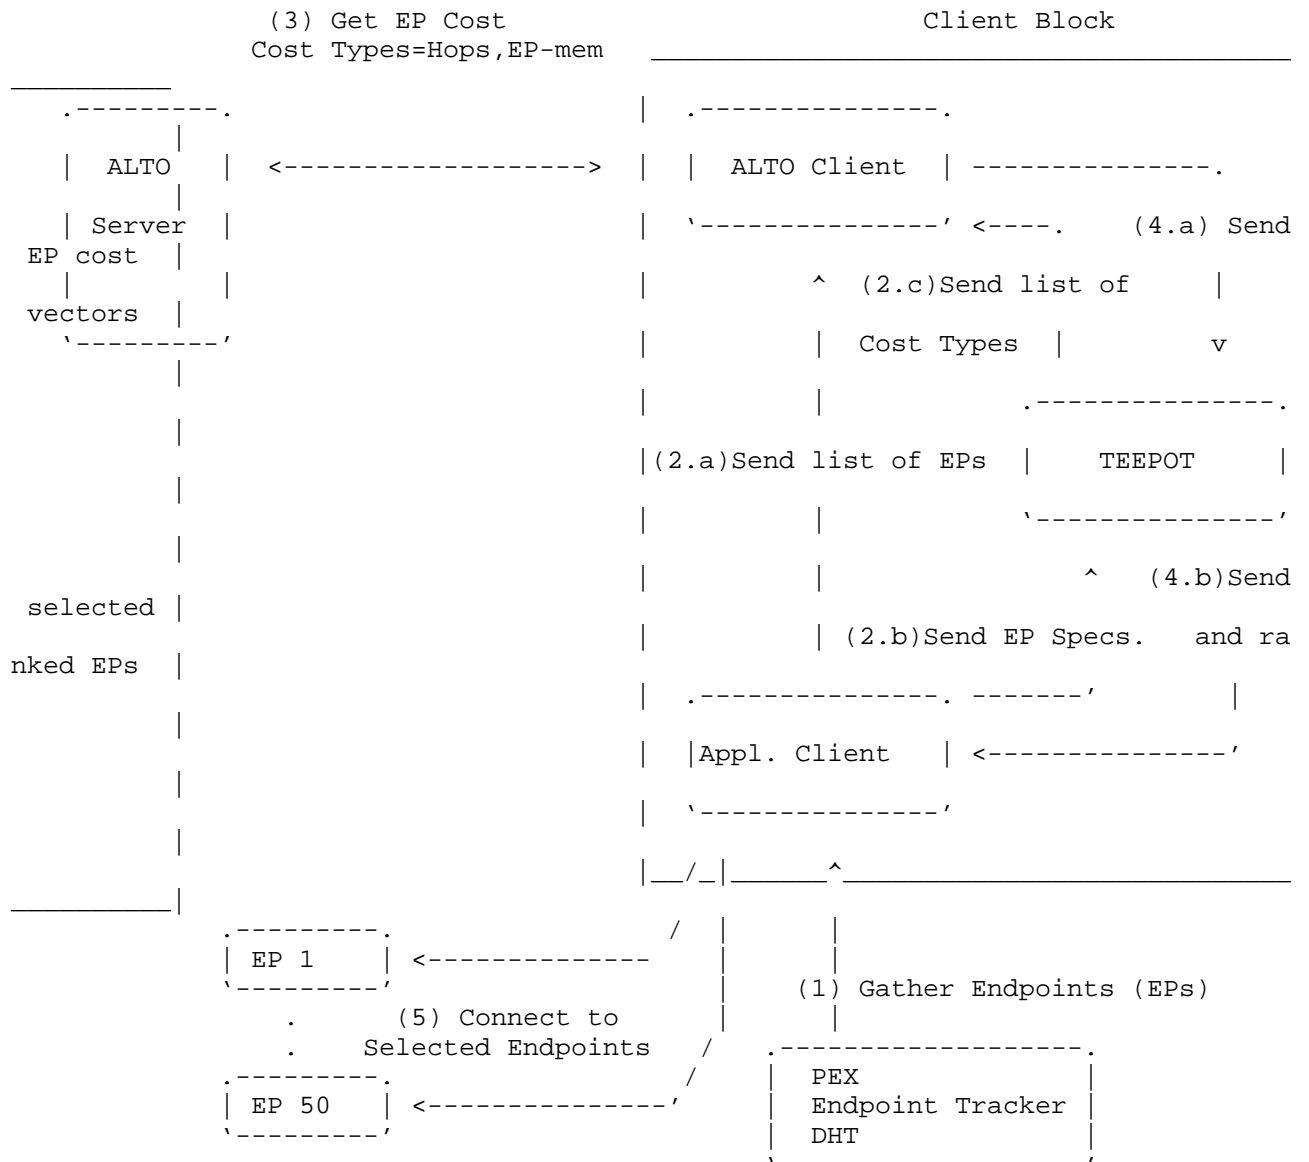 (3) Get EP Cost Client Block
Cost Types=Hops,EP-mem
ALTO ALTO Client
Server (4.a) Send
EP cost
(2.c)Send list of
vectors
Cost Types v
(2.a)Send list of EPs TEEPOT
(4.b)Send
selected
(2.b)Send EP Specs. and ra
nked EPs
Appl. Client
EP 1
(1) Gather Endpoints (EPs)
(5) Connect to
Selected Endpoints
PEX
EP 50 Endpoint Tracker
DHT